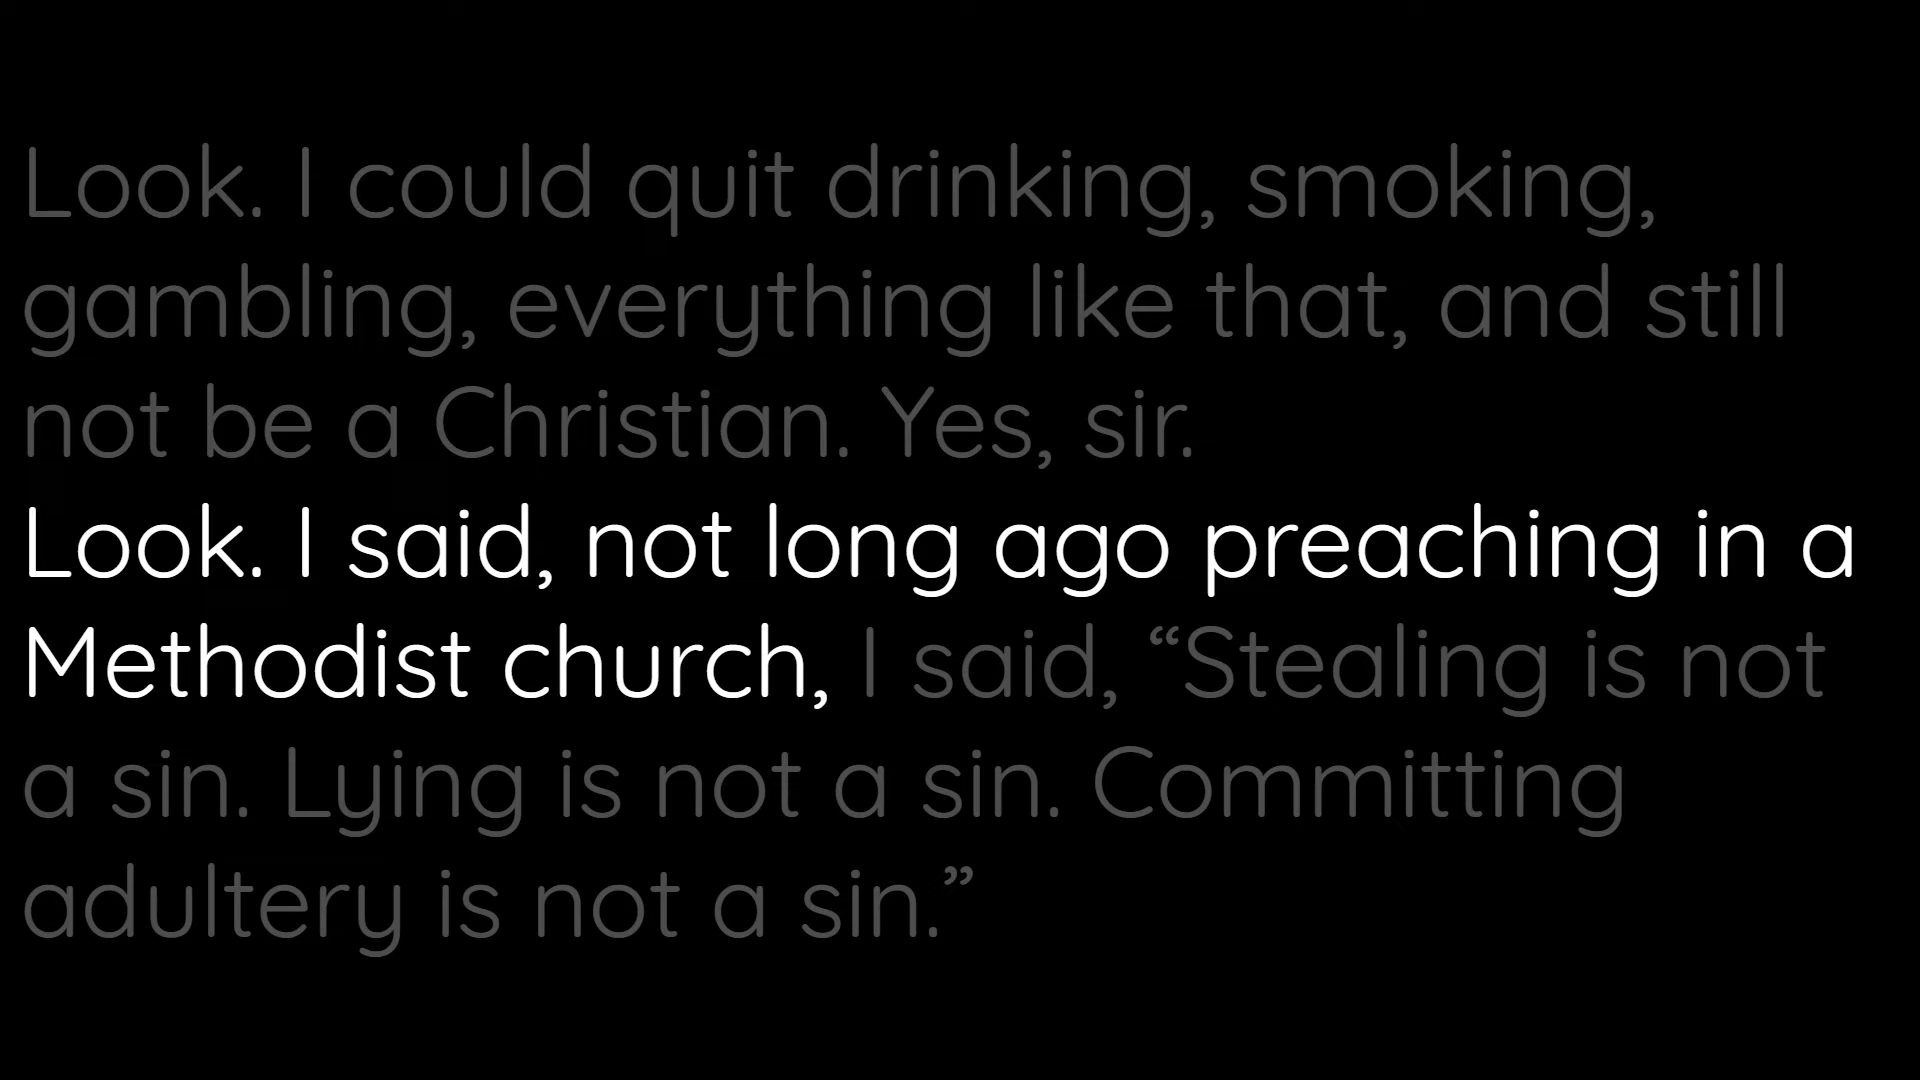 Look. I could quit drinking, smoking,
gambling, everything like that, and still
not be a Christian. Yes, sir.
Look. I said, not long ago preaching in a
Methodist church, I said, “Stealing is not
a sin. Lying is not a sin. Committing
adultery is not a sin.”